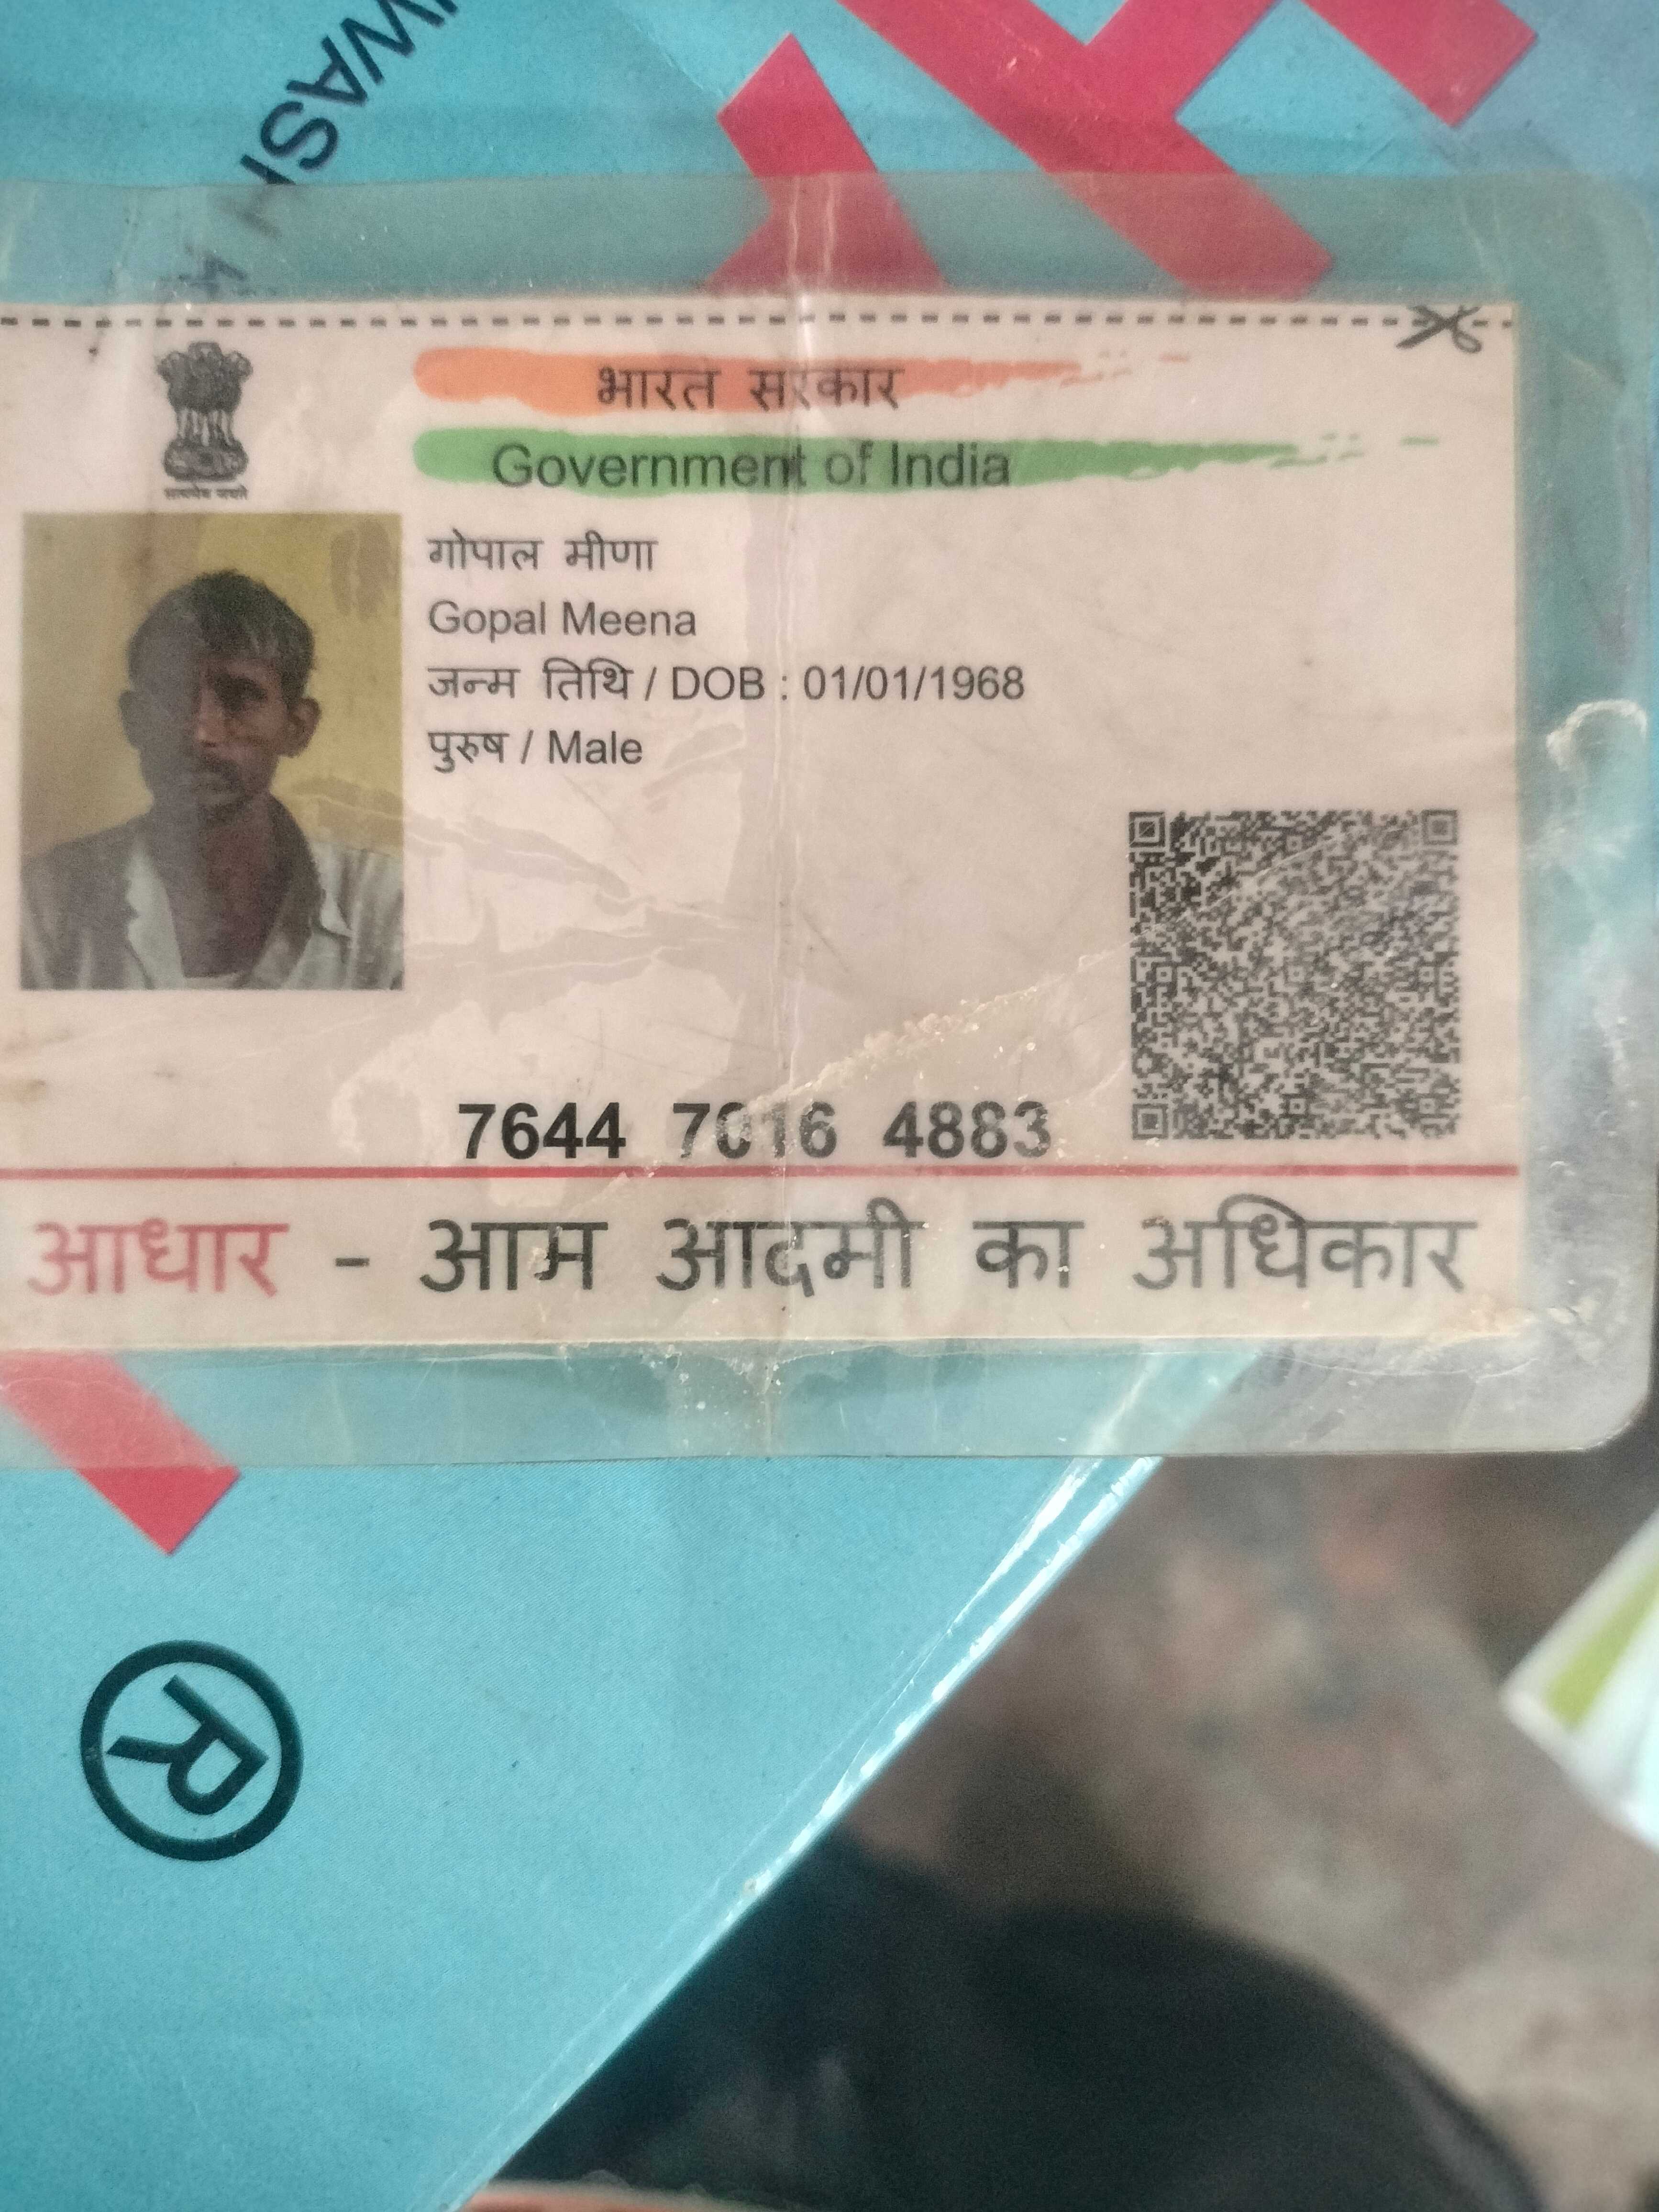 WASH
सत्यमेव जयते
भारत सरकार
Government of India
गोपाल मीणा
Gopal Meena
जन्म तिथि / DOB : 01/01/1968
पुरुष / Male
7644 7016 4883
आधार - आम आदमी का अधिकार
R